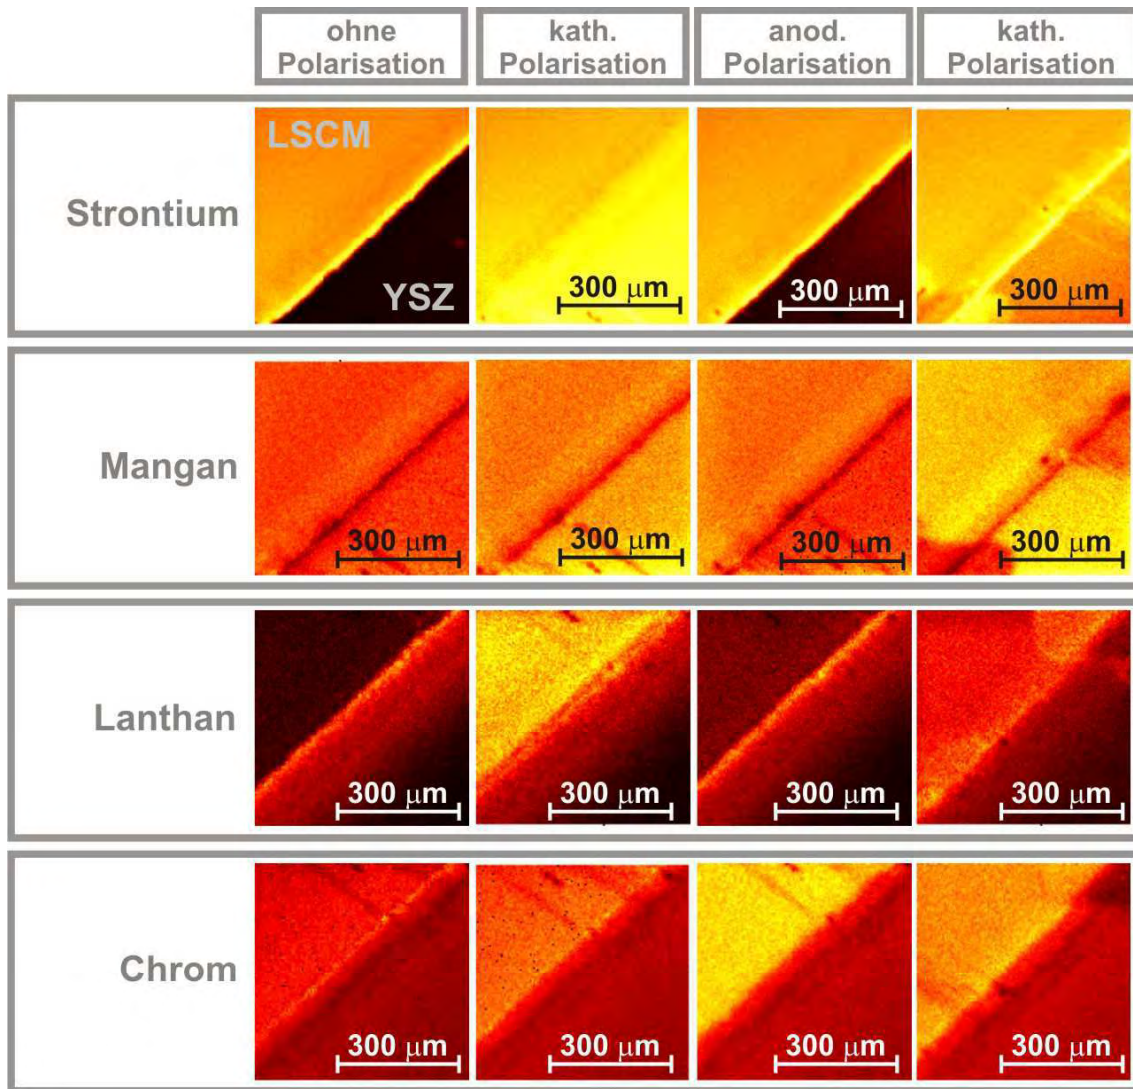 ohne
Polarisation
kath.
Polarisation
anod.
Polarisation
kath.
Polarisation
Strontium
LSCM
YSZ
300 μm
300 μm
300 μm
Mangan
300 μm
300 μm
300 μm
300 μm
Lanthan
300 μm
300 μm
300 μm
300 μm
Chrom
300 μm
300 μm
300 μm
300 μm